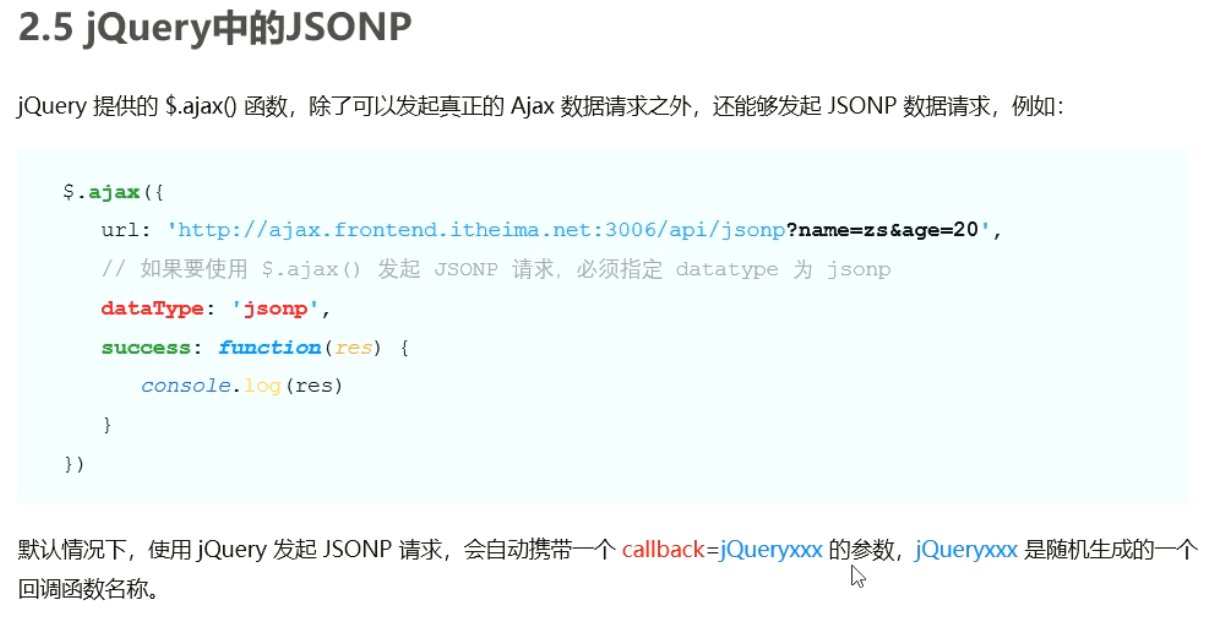 2.5 jQuery中的JSONP
jQuery 提供的 $.ajax() 函数，除了可以发起真正的 Ajax 数据请求之外，还能够发起 JSONP 数据请求，例如：
$.ajax({
url: 'http://ajax.frontend.itheima.net:3006/api/jsonp?name=zs&age=20',
// 如果要使用 $.ajax() 发起 JSONP 请求，必须指定 datatype 为 jsonp
dataType: 'jsonp',
success: function(res) {
console.log(res)
}
})
默认情况下，使用 jQuery 发起 JSONP 请求，会自动携带一个 callback=jQueryxxx 的参数，jQueryxxx 是随机生成的一个
回调函数名称。